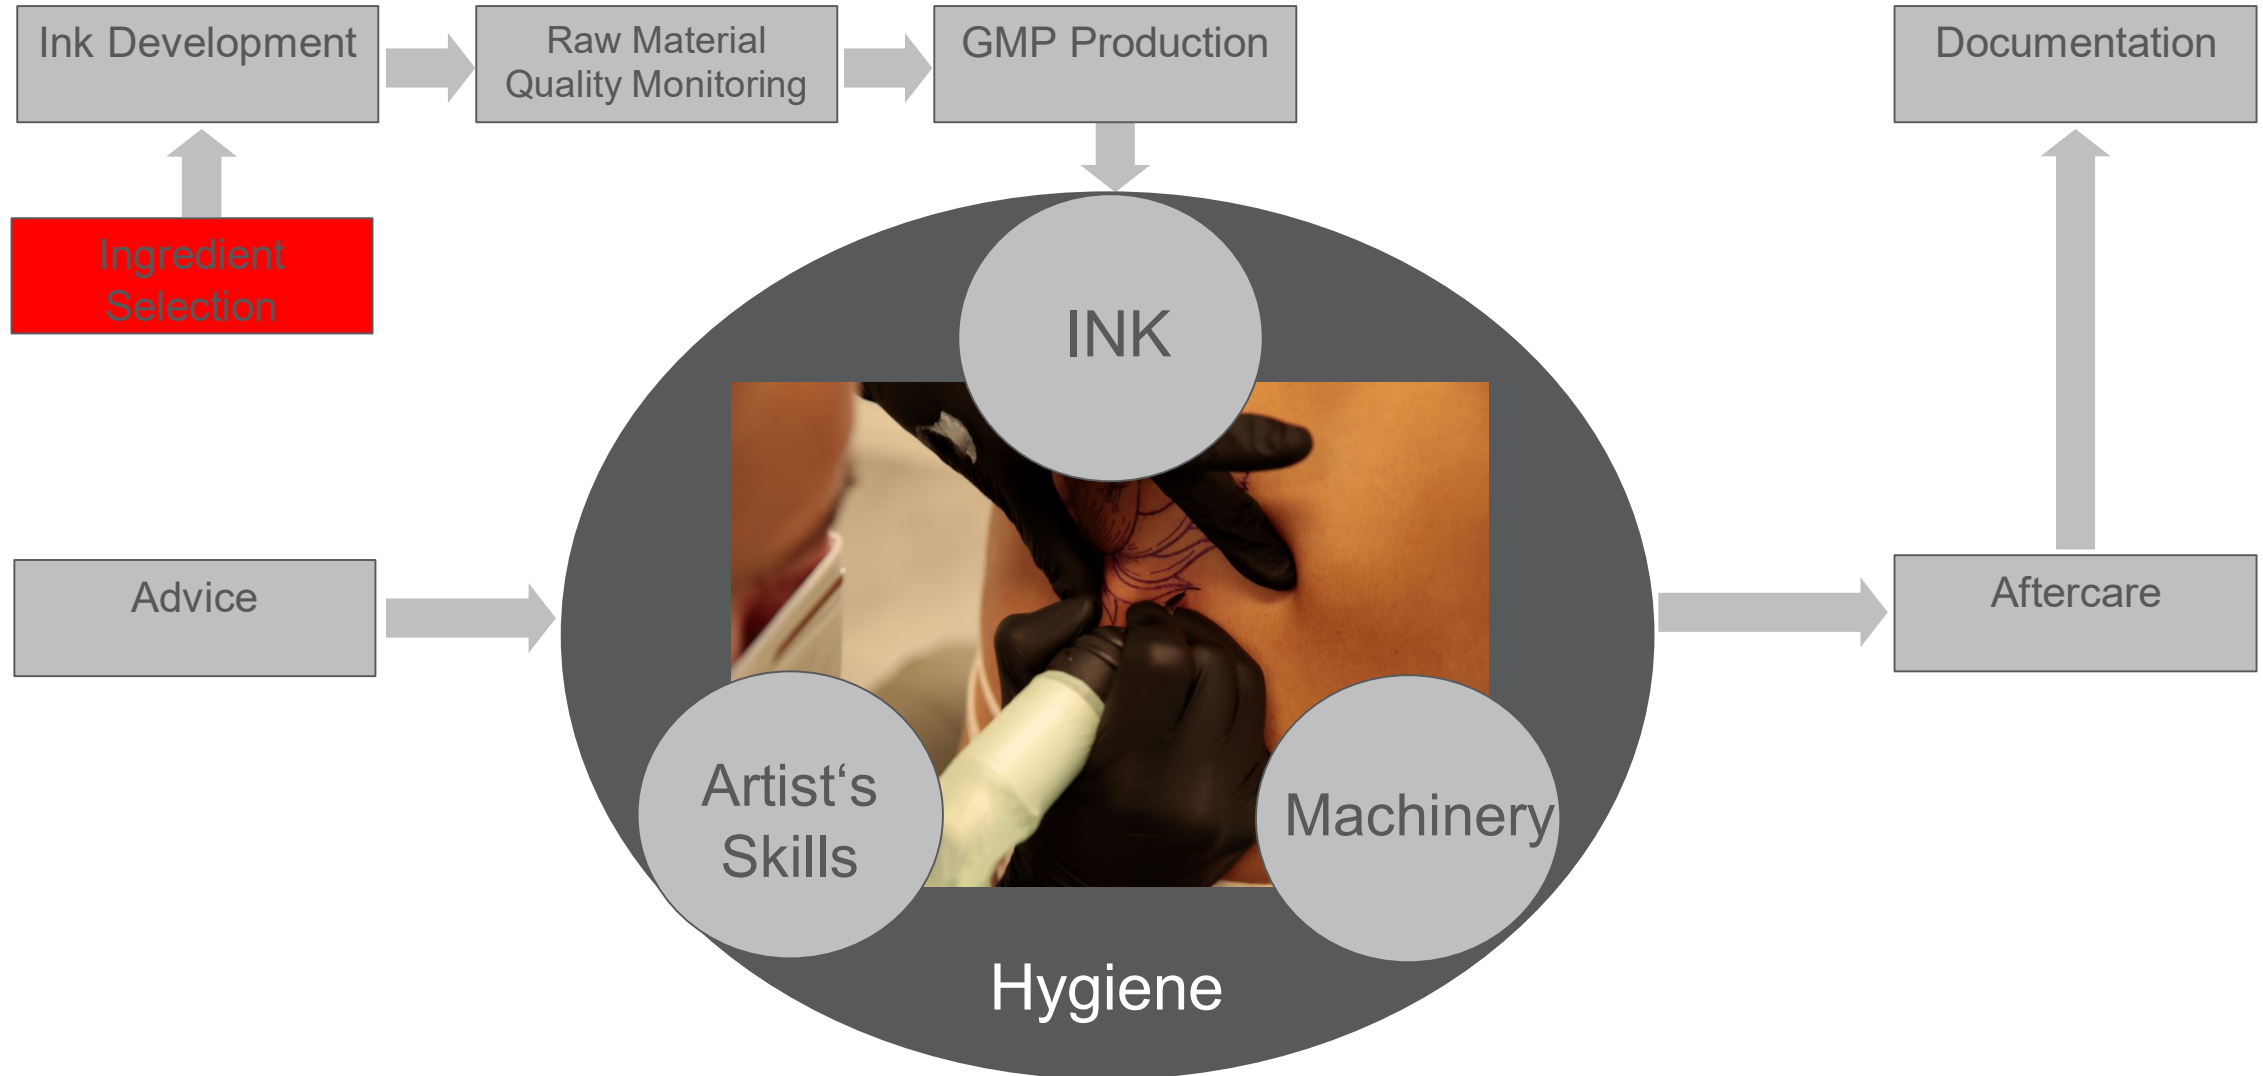 Ink Development
Raw Material
Quality Monitoring
GMP Production
Documentation
Ingredient
Selection
INK
Advice
Aftercare
Artist‘s
Skills
Machinery
Hygiene